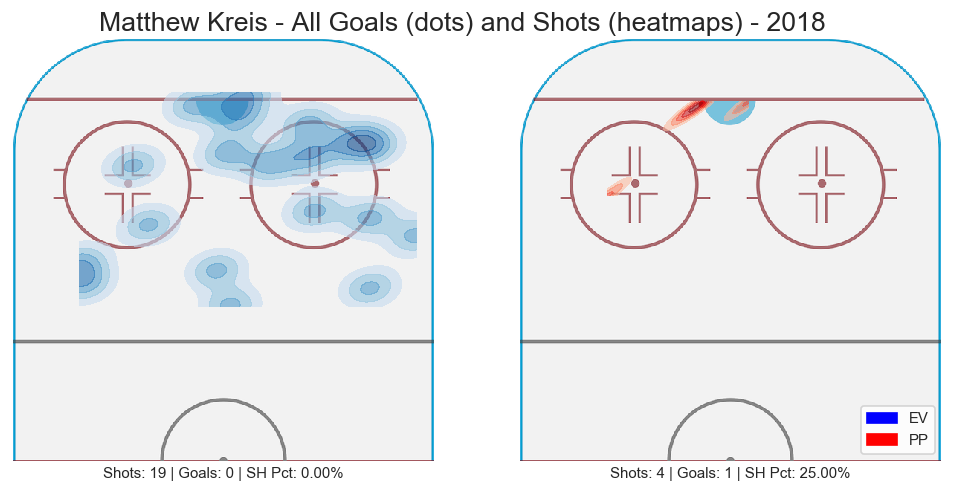 Matthew Kreis - All Goals (dots) and Shots (heatmaps) - 2018
EV
PP
Shots: 19 | Goals: 0 | SH Pct: 0.00%
Shots: 4 | Goals: 1 | SH Pct: 25.00%